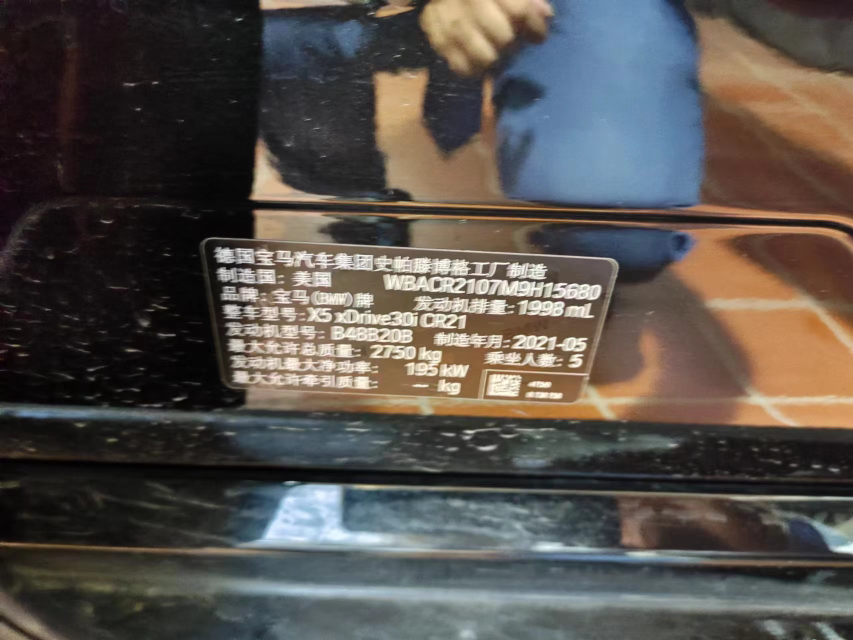 德国宝马汽车集团史帕滕博格工厂制造
制造国: 美国 WBACR2107M9H15680
品牌: 宝马(BMW)牌 发动机排量: 1998 mL
整车型号: X5 xDrive30i CR21
发动机型号: B48B20B 制造年月: 2021-05
最大允许总质量: 2750 kg 乘坐人数: 5
发动机最大净功率: 195 kW
最大允许牵引质量: — kg